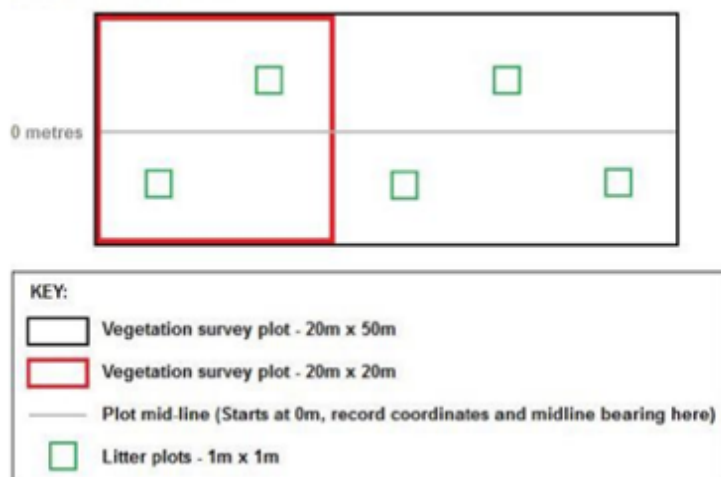 0 metres
KEY:
Vegetation survey plot - 20m x 50m
Vegetation survey plot - 20m x 20m
Plot mid-line (Starts at 0m, record coordinates and midline bearing here)
Litter plots - 1m x 1m